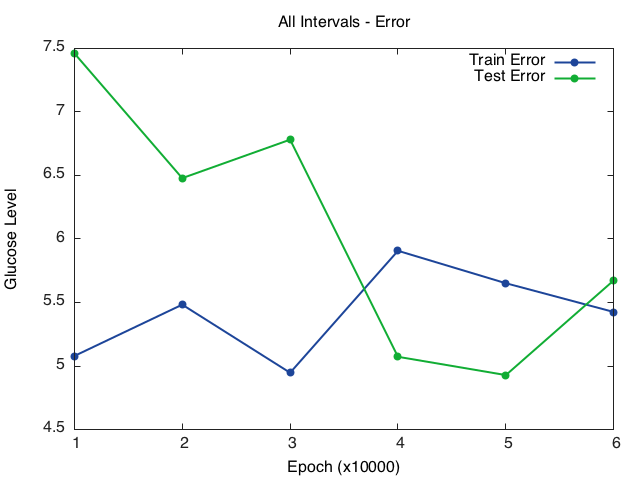 All Intervals - Error
Train Error
Test Error
7.5
7
6.5
6
5.5
5
4.5
Glucose Level
1 2 3 4 5 6
Epoch (x10000)